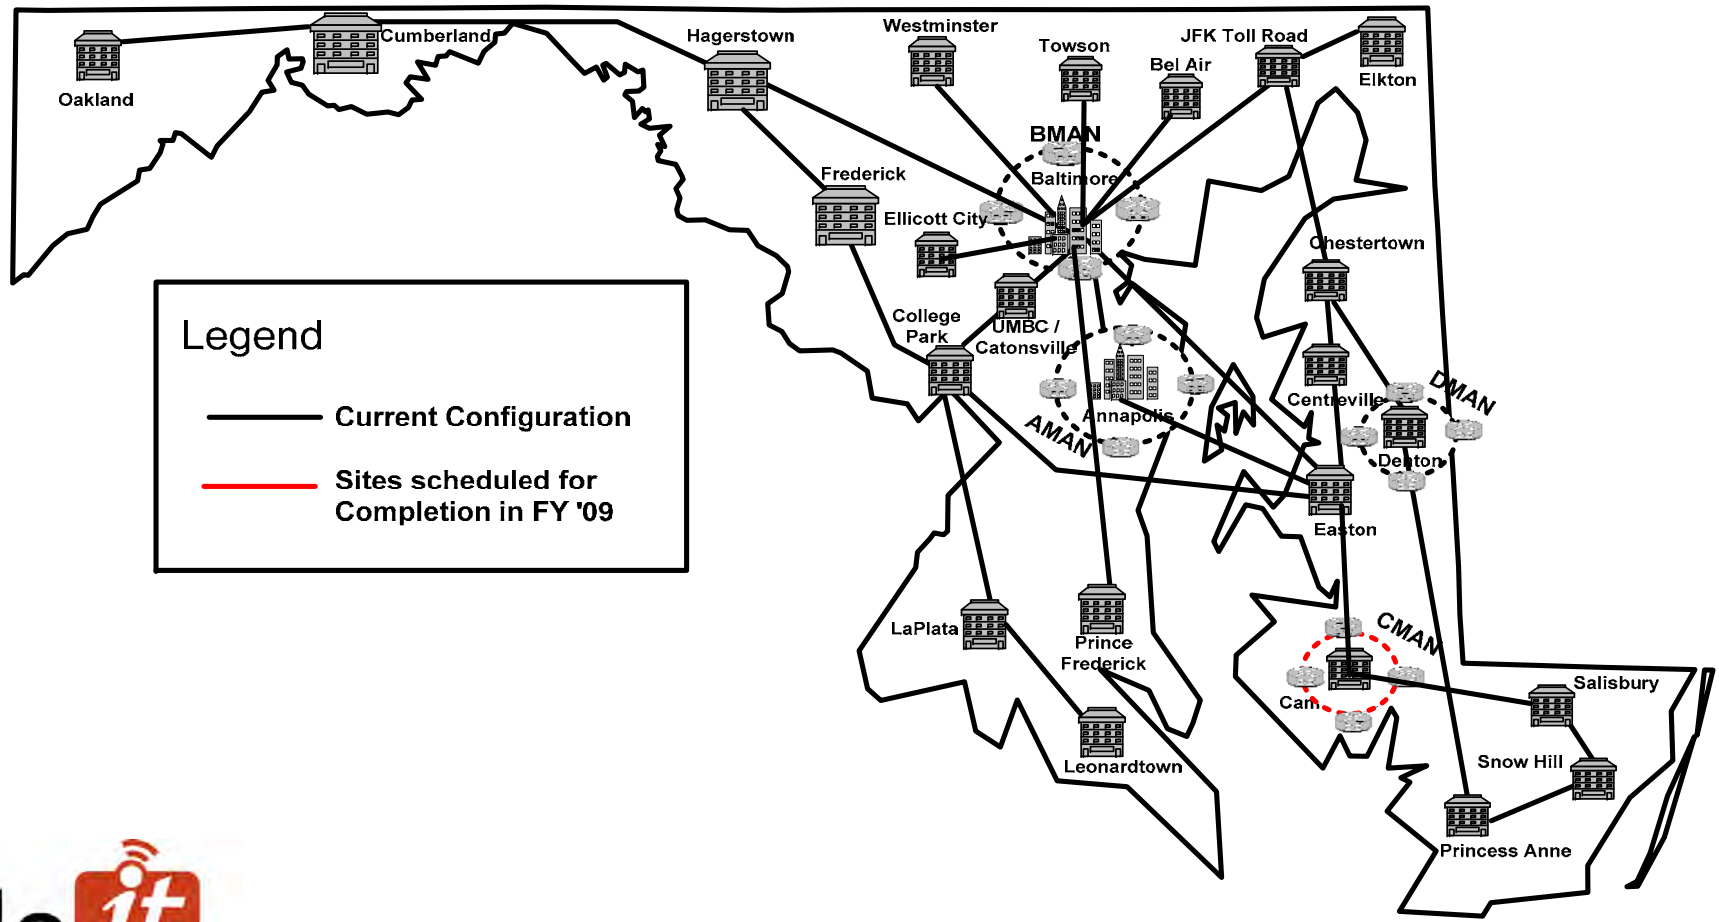 Westminster
Cumberland
Hagerstown
Towson
JFK Toll Road
Bel Air
Elkton
Oakland
BMAN
Baltimore
Frederick
Ellicott City
Chestertown
Legend
College
Park
UMBC /
Catonsville
Current Configuration
Annapolis
AMAN
Centreville
DMAN
Denton
Sites scheduled for
Completion in FY '09
Easton
LaPlata
Prince
Frederick
CMAN
Cam
Salisbury
Leonardtown
Snow Hill
Princess Anne
it